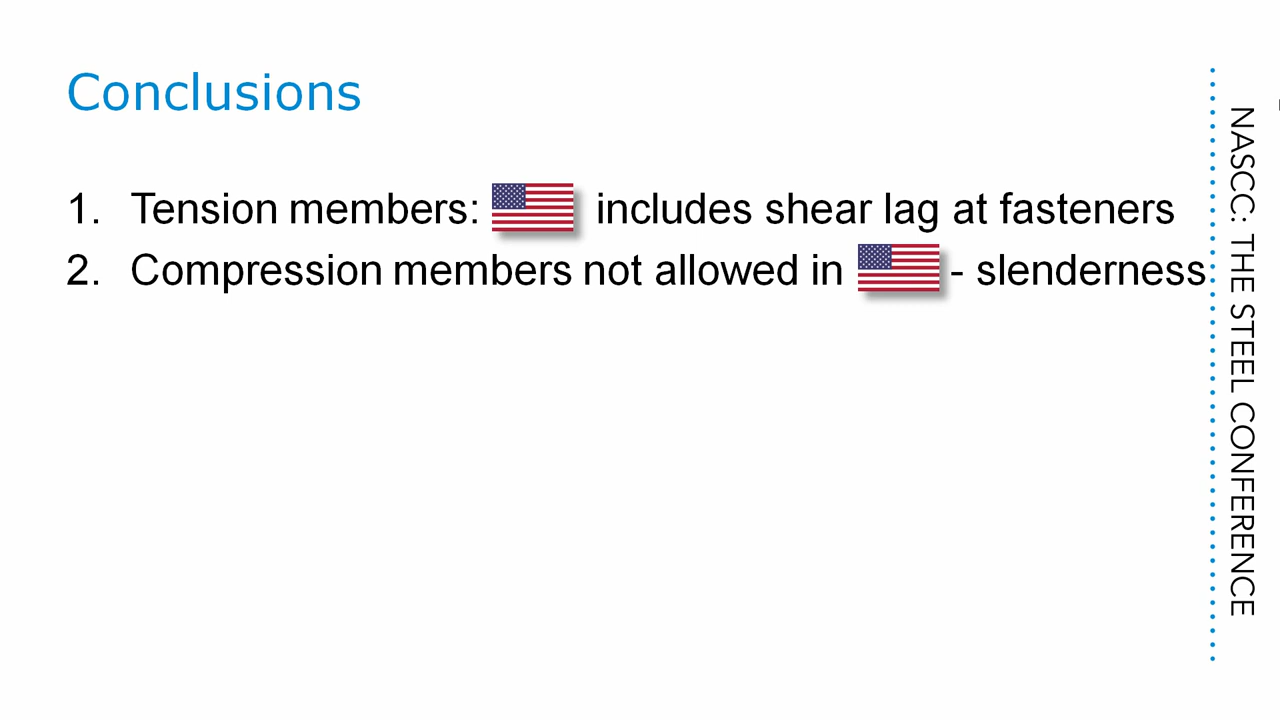 Conclusions
1. Tension members: includes shear lag at fasteners
2. Compression members not allowed in - slenderness
NASCC: THE STEEL CONFERENCE